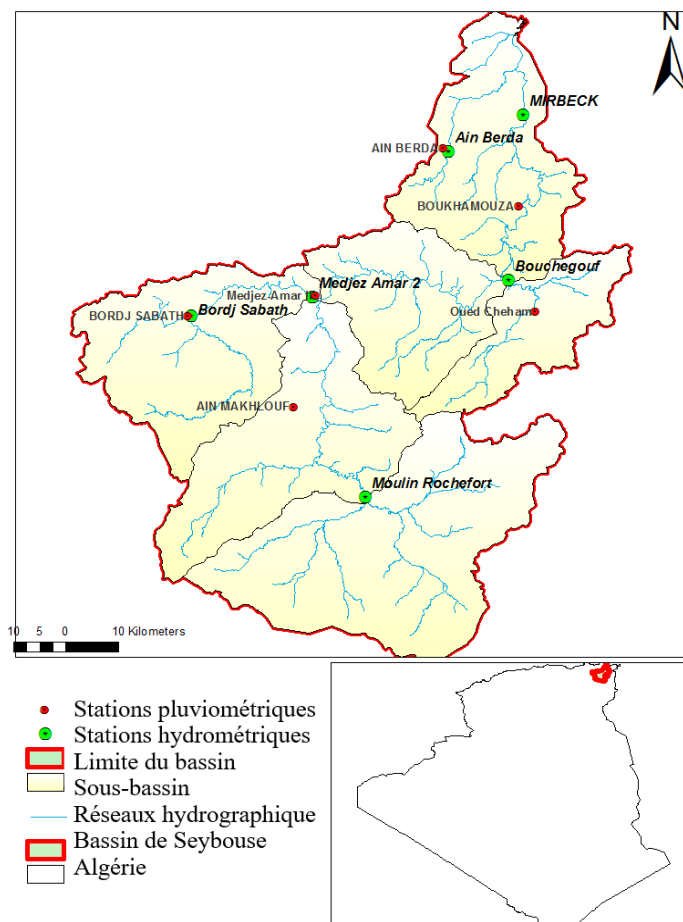 N
MIRBECK
Ain Berda
AIN BERDA
BOUKHAMOUZA
Bouchegouf
Medjez Amar 2
Medjez Amar II
Bordj Sabath
BORDJ SABATH
Oued Cheham
AIN MAKHLOUF
Moulin Rochefort
10 5 0 10 Kilometers
Stations pluviométriques
Stations hydrométriques
Limite du bassin
Sous-bassin
Réseaux hydrographique
Bassin de Seybouse
Algérie